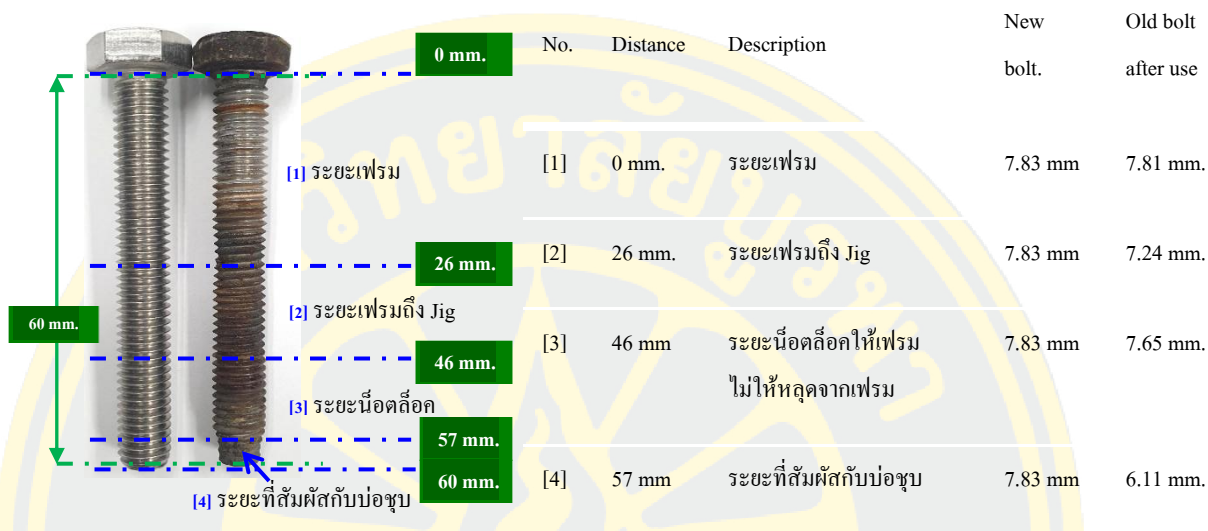 0 mm.
[1] ระยะเฟรม
26 mm.
60 mm.
[2] ระยะเฟรมถึง Jig
46 mm.
[3] ระยะน็อตล็อค
57 mm.
60 mm.
[4] ระยะที่สัมผัสกับบ่อชุบ
No. Distance Description New bolt. Old bolt after use
[1] 0 mm. ระยะเฟรม 7.83 mm 7.81 mm.
[2] 26 mm. ระยะเฟรมถึง Jig 7.83 mm 7.24 mm.
[3] 46 mm ระยะน็อตล็อคให้เฟรม 7.83 mm 7.65 mm.
ไม่ให้หลุดจากเฟรม
[4] 57 mm ระยะที่สัมผัสกับบ่อชุบ 7.83 mm 6.11 mm.